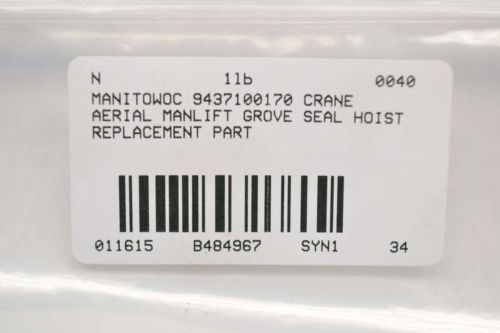 N 1lb 0040
MANITOWOC 9437100170 CRANE
AERIAL MANLIFT GROVE SEAL HOIST
REPLACEMENT PART
011615 B484967 SYN1 34